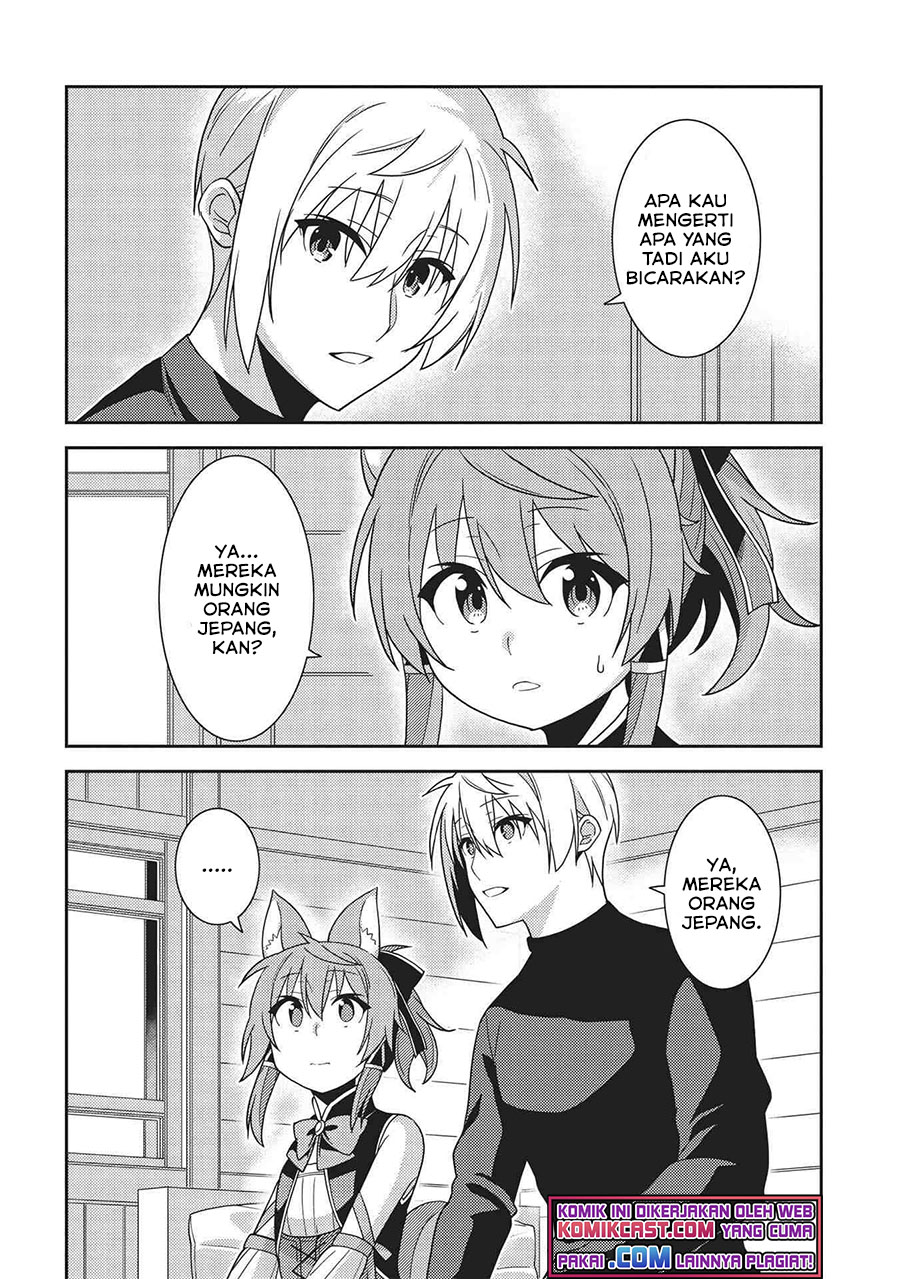 APA KAU
MENGERTI
APA YANG
TADI AKU
BICARAKAN?
YA...
MEREKA
MUNGKIN
ORANG
JEPANG,
KAN?
YA,
MEREKA
ORANG
JEPANG.
.....
KOMIK INI DIKERJAKAN OLEH WEB
KOMIKCAST.COM YANG CUMA
PAKAI .COM LAINNYA PLAGIAT!